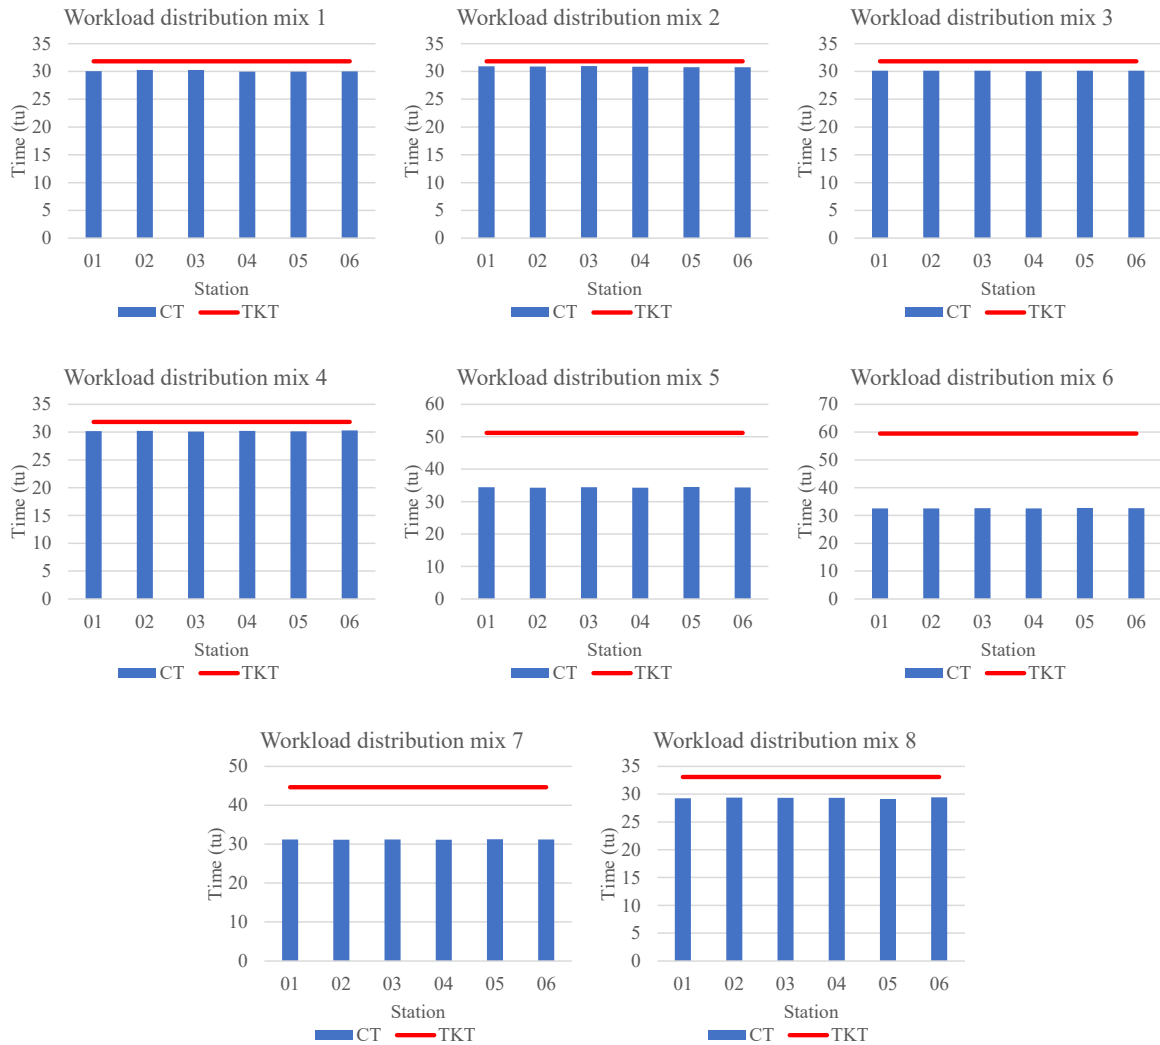 Workload distribution mix 1
35
30
25
20
15
10
5
0
Time (tu)
01 02 03 04 05 06
Station
CT TKT
Workload distribution mix 2
35
30
25
20
15
10
5
0
Time (tu)
01 02 03 04 05 06
Station
CT TKT
Workload distribution mix 3
35
30
25
20
15
10
5
0
Time (tu)
01 02 03 04 05 06
Station
CT TKT
Workload distribution mix 4
35
30
25
20
15
10
5
0
Time (tu)
01 02 03 04 05 06
Station
CT TKT
Workload distribution mix 5
60
50
40
30
20
10
0
Time (tu)
01 02 03 04 05 06
Station
CT TKT
Workload distribution mix 6
70
60
50
40
30
20
10
0
Time (tu)
01 02 03 04 05 06
Station
CT TKT
Workload distribution mix 7
50
40
30
20
10
0
Time (tu)
01 02 03 04 05 06
Station
CT TKT
Workload distribution mix 8
35
30
25
20
15
10
5
0
Time (tu)
01 02 03 04 05 06
Station
CT TKT